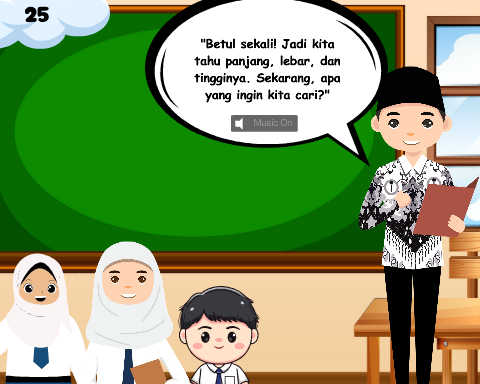 25
"Betul sekali! Jadi kita
tahu panjang, lebar, dan
tingginya. Sekarang, apa
yang ingin kita cari?"
Music On